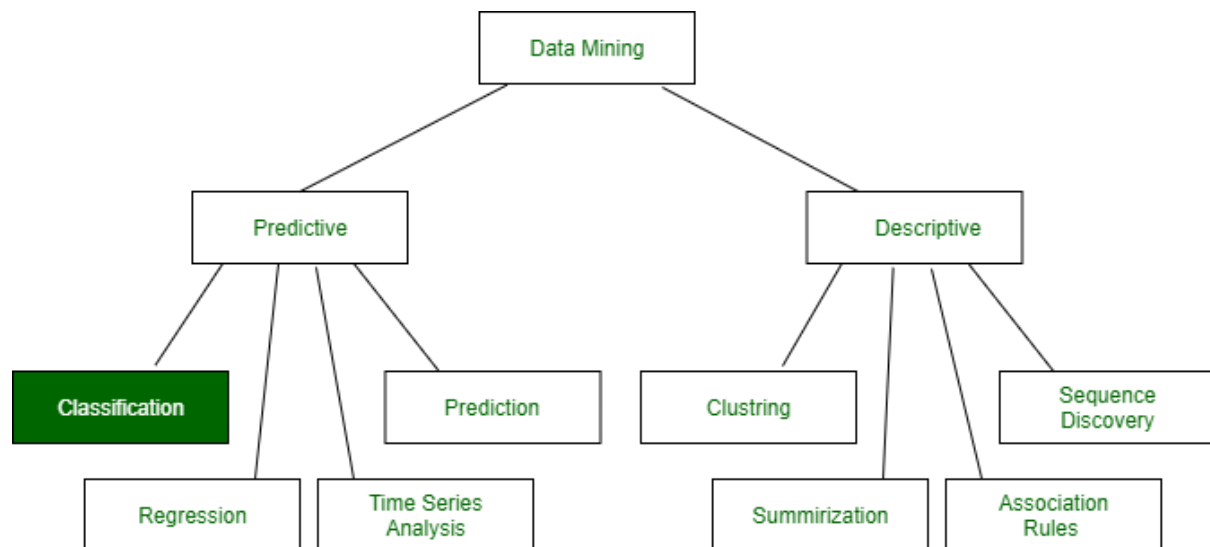 Data Mining
Predictive
Descriptive
Classification
Prediction
Clustring
Sequence
Discovery
Regression
Time Series
Analysis
Summirization
Association
Rules